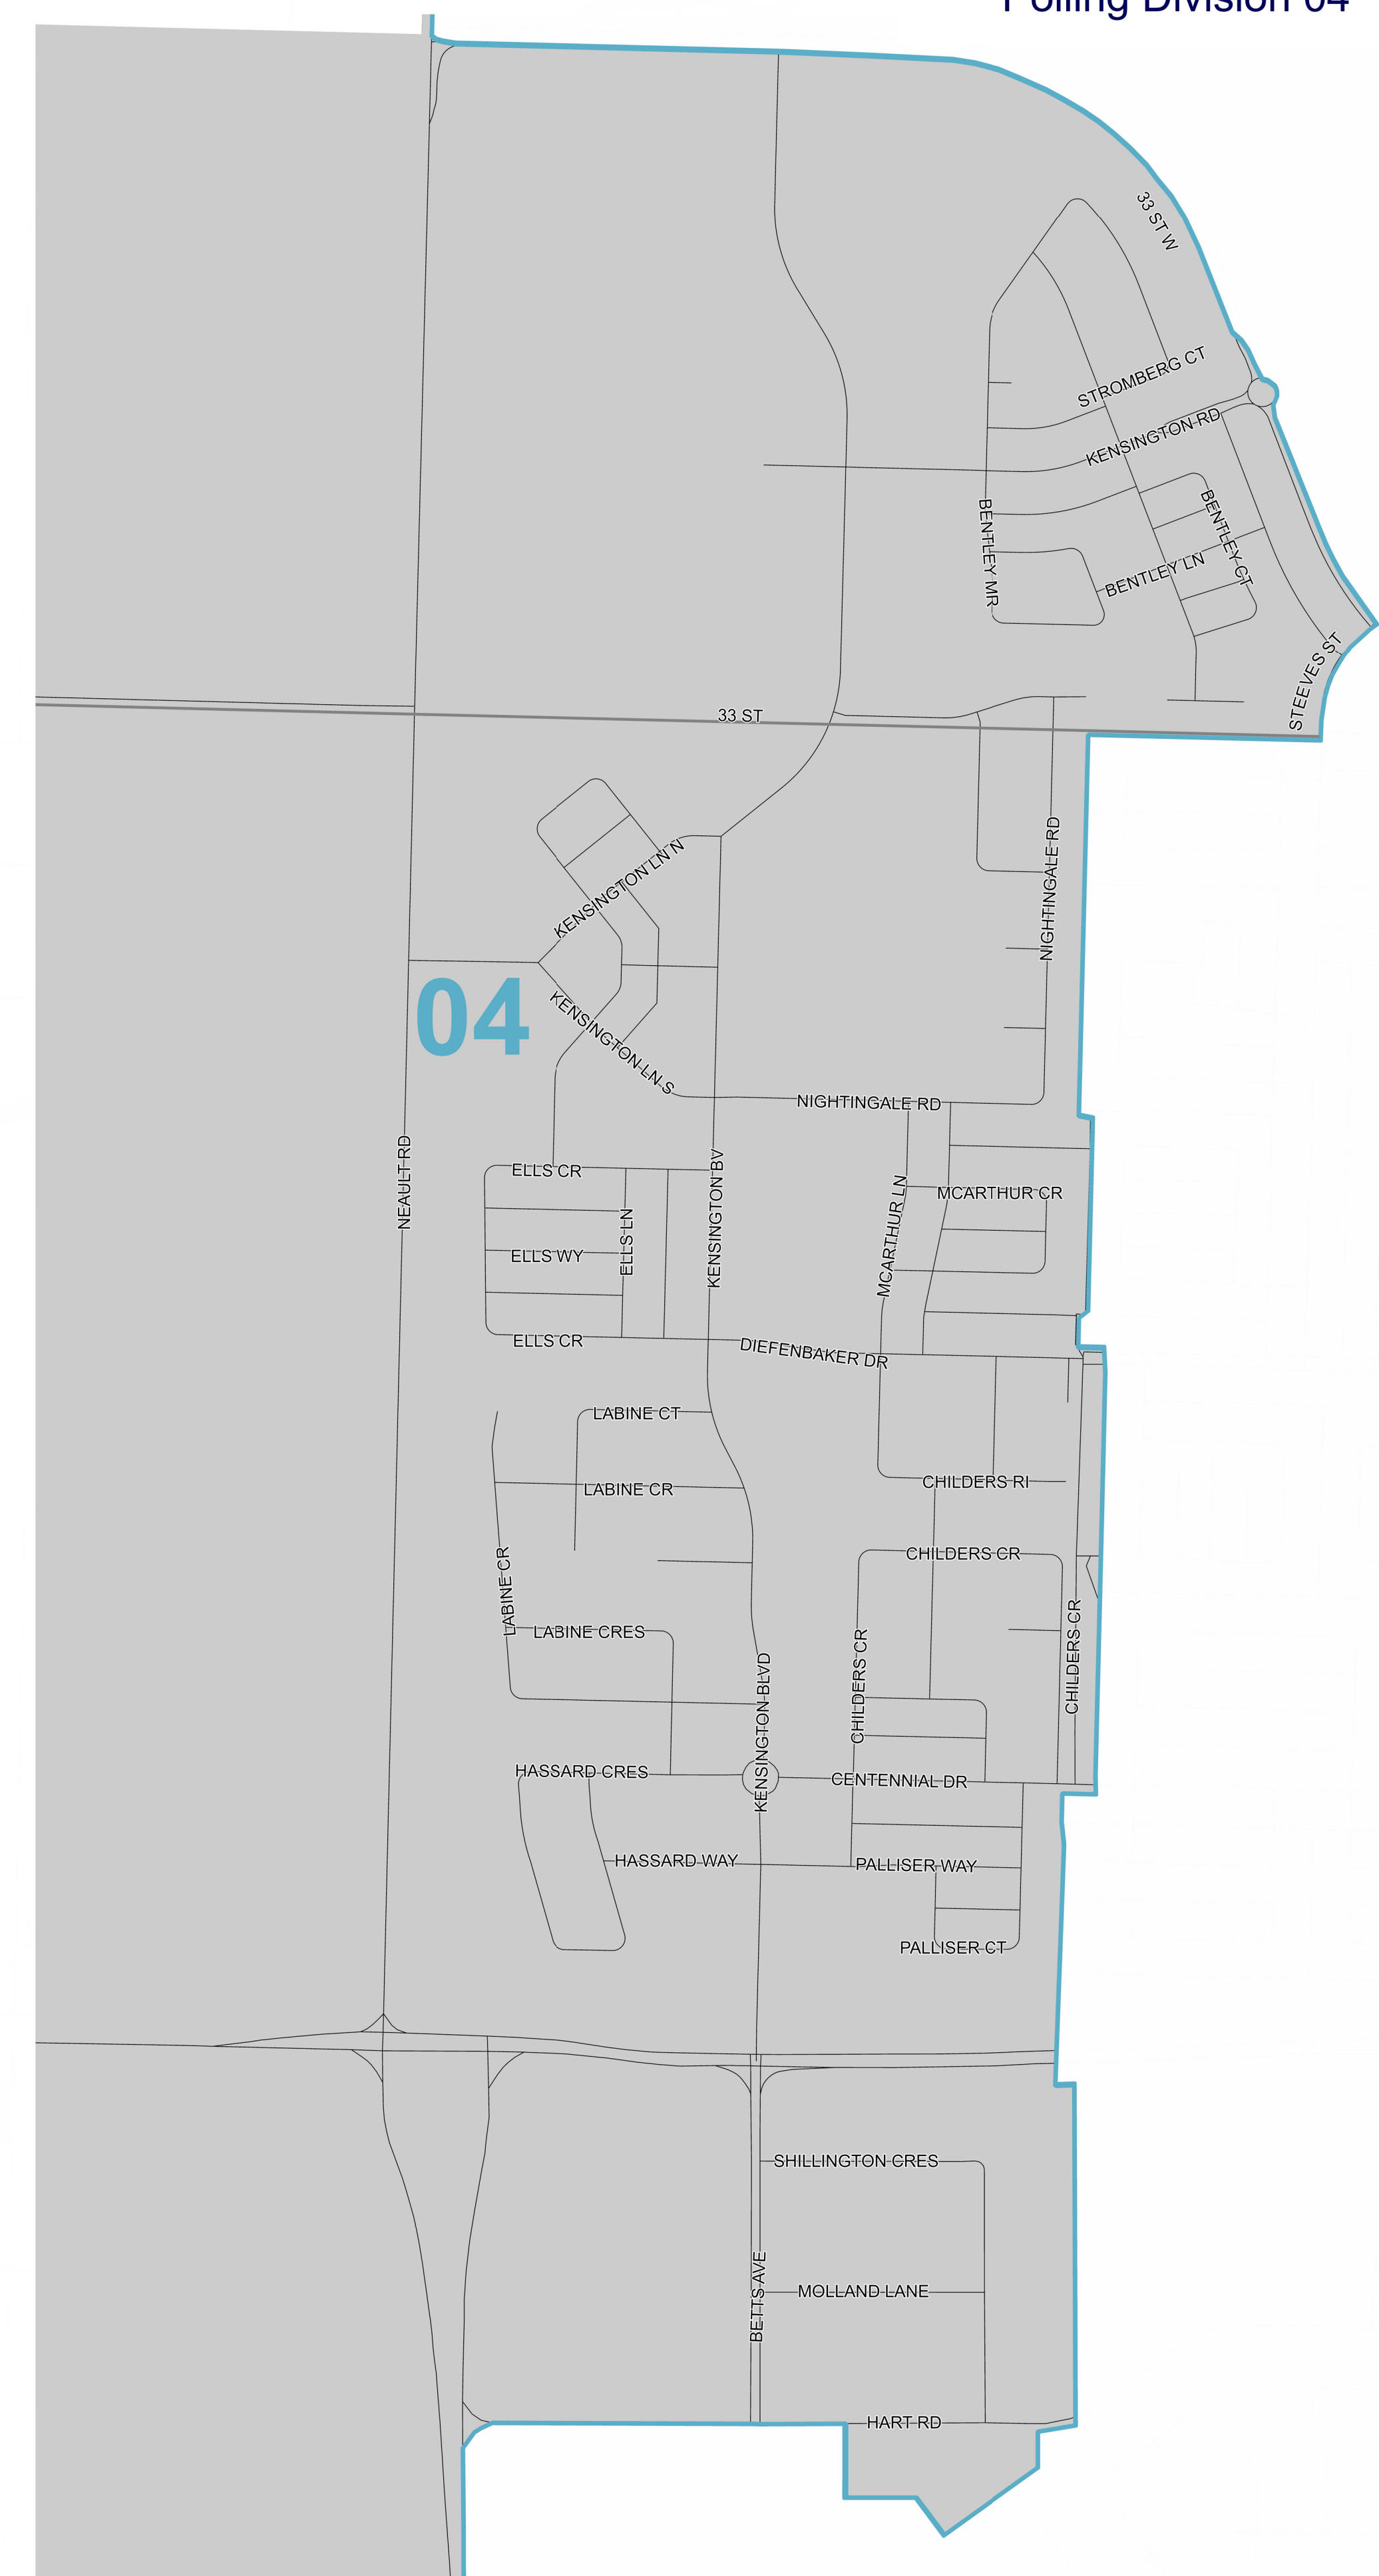 Polling Division 04
33 ST W
STROMBERG CT
KENSINGTON RD
BENTLEY MR
BENTLEY CT
BENTLEY LN
STEEVES ST
33 ST
NIGHTINGALE RD
KENSINGTON LN N
04
KENSINGTON LN S
NIGHTINGALE RD
NEAULT RD
ELLS CR
KENSINGTON BV
MCARTHUR LN
MCARTHUR CR
ELLS LN
ELLS WY
ELLS CR
DIEFENBAKER DR
LABINE CT
LABINE CR
CHILDERS RI
CHILDERS CR
LABINE CR
LABINE CRES
CHILDERS CR
CHILDERS CR
KENSINGTON BLVD
HASSARD CRES
CENTENNIAL DR
HASSARD WAY
PALLISER WAY
PALLISER CT
SHILLINGTON CRES
BETTS AVE
MOLLAND LANE
HART RD